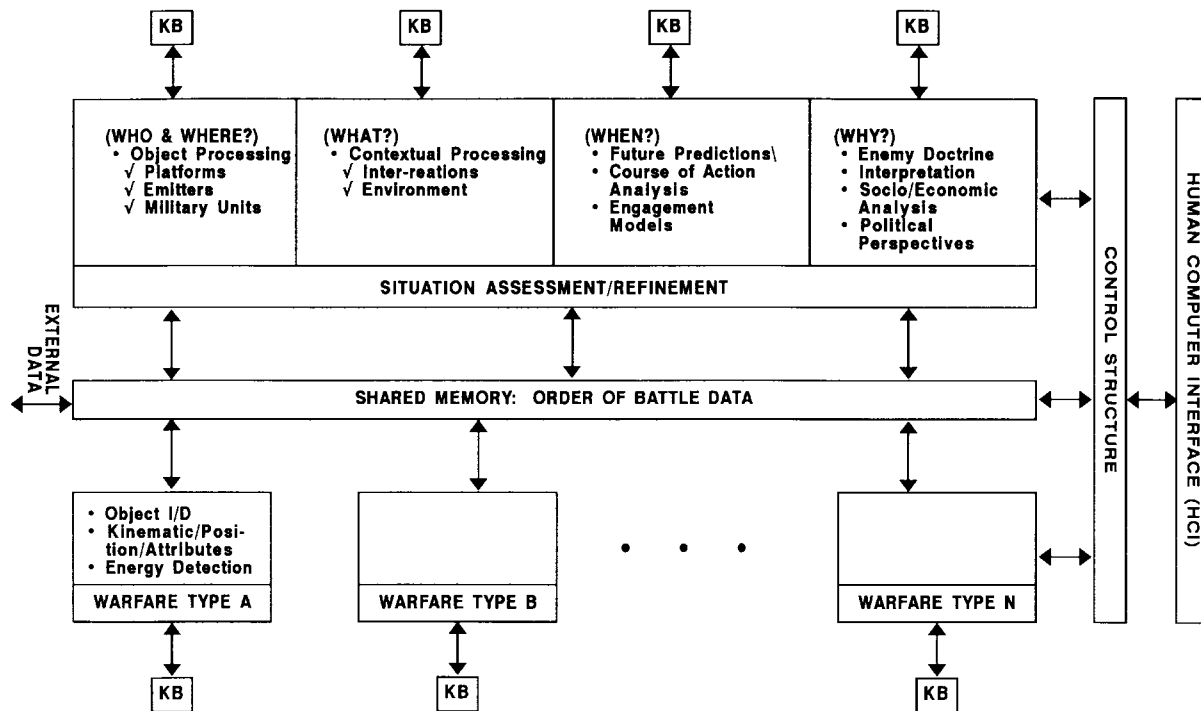 KB
KB
KB
KB
(WHO & WHERE?)
• Object Processing
√ Platforms
√ Emitters
√ Military Units
(WHAT?)
• Contextual Processing
√ Inter-reations
√ Environment
(WHEN?)
• Future Predictions\
• Course of Action
Analysis
• Engagement
Models
(WHY?)
• Enemy Doctrine
• Interpretation
• Socio/Economic
Analysis
• Political
Perspectives
SITUATION ASSESSMENT/REFINEMENT
EXTERNAL
DATA
SHARED MEMORY: ORDER OF BATTLE DATA
• Object I/D
• Kinematic/Posi-
tion/Attributes
• Energy Detection
WARFARE TYPE A
WARFARE TYPE B
• • •
WARFARE TYPE N
KB
KB
KB
CONTROL STRUCTURE
HUMAN COMPUTER INTERFACE (HCI)